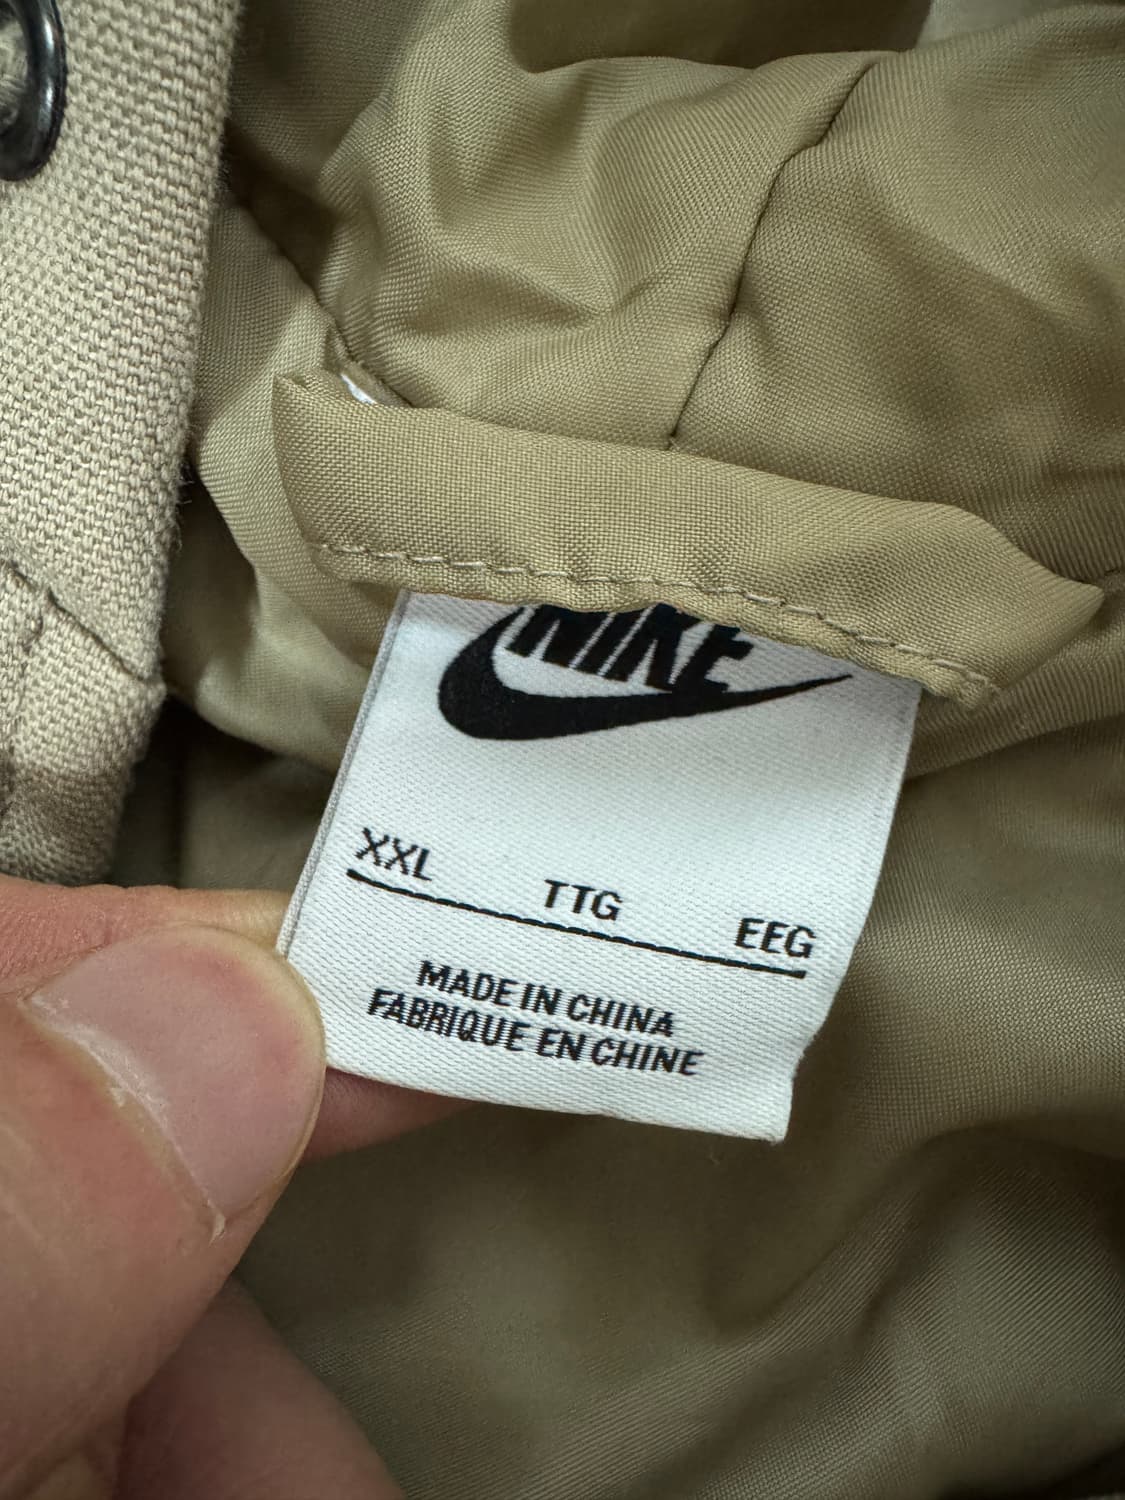 NIKE
XXL TTG EEG
MADE IN CHINA
FABRIQUE EN CHINE